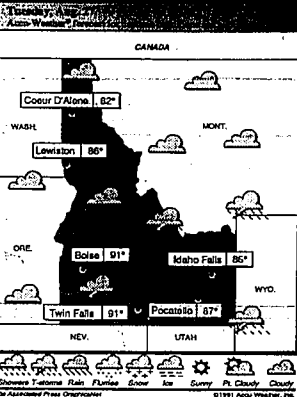 Accu Weather
CANADA
Coeur D'Alene 82°
WASH.
MONT.
Lewiston 86°
ORE.
Boise 91°
Idaho Falls 85°
WYO.
Twin Falls 91°
Pocatello 87°
NEV.
UTAH
Showers T-storms Rain Flurries Snow Ice Sunny Pt. Cloudy Cloudy
Associated Press GraphicsNet
©1991 Accu Weather, Inc.